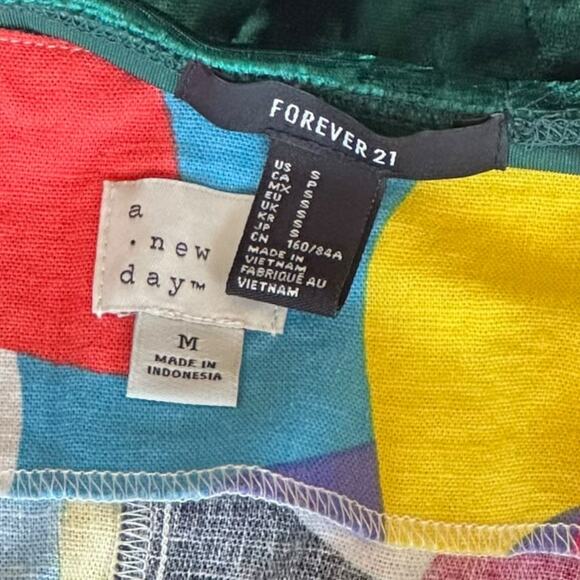 FOREVER 21
US S
CA P
MX S
EU S
UK S
KR S
JP S
CN 160/84A
MADE IN
VIETNAM
FABRIQUÉ AU
VIETNAM
a
· new
day™
M
MADE IN
INDONESIA